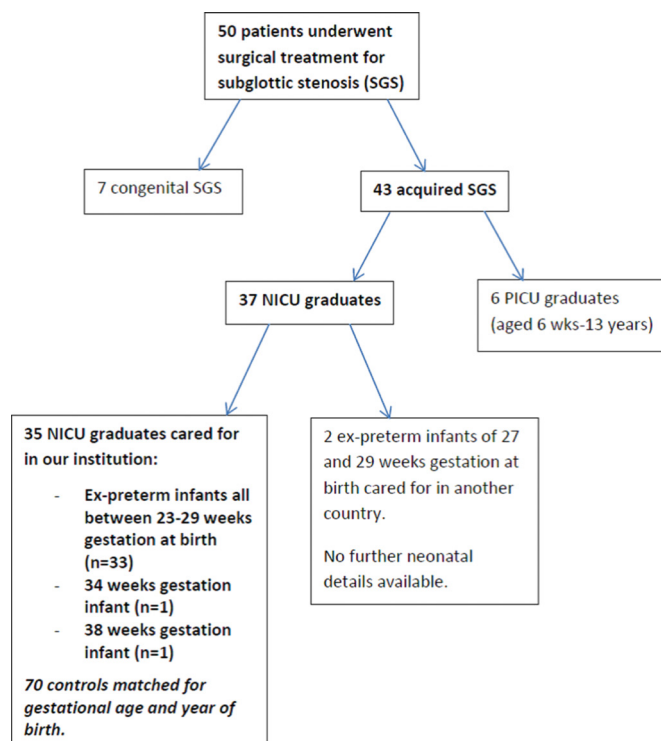 50 patients underwent
surgical treatment for
subglottic stenosis (SGS)
7 congenital SGS
43 acquired SGS
37 NICU graduates
6 PICU graduates
(aged 6 wks-13 years)
35 NICU graduates cared for
in our institution:
- Ex-preterm infants all
between 23-29 weeks
gestation at birth
(n=33)
- 34 weeks gestation
infant (n=1)
- 38 weeks gestation
infant (n=1)
70 controls matched for
gestational age and year of
birth.
2 ex-preterm infants of 27
and 29 weeks gestation at
birth cared for in another
country.
No further neonatal
details available.